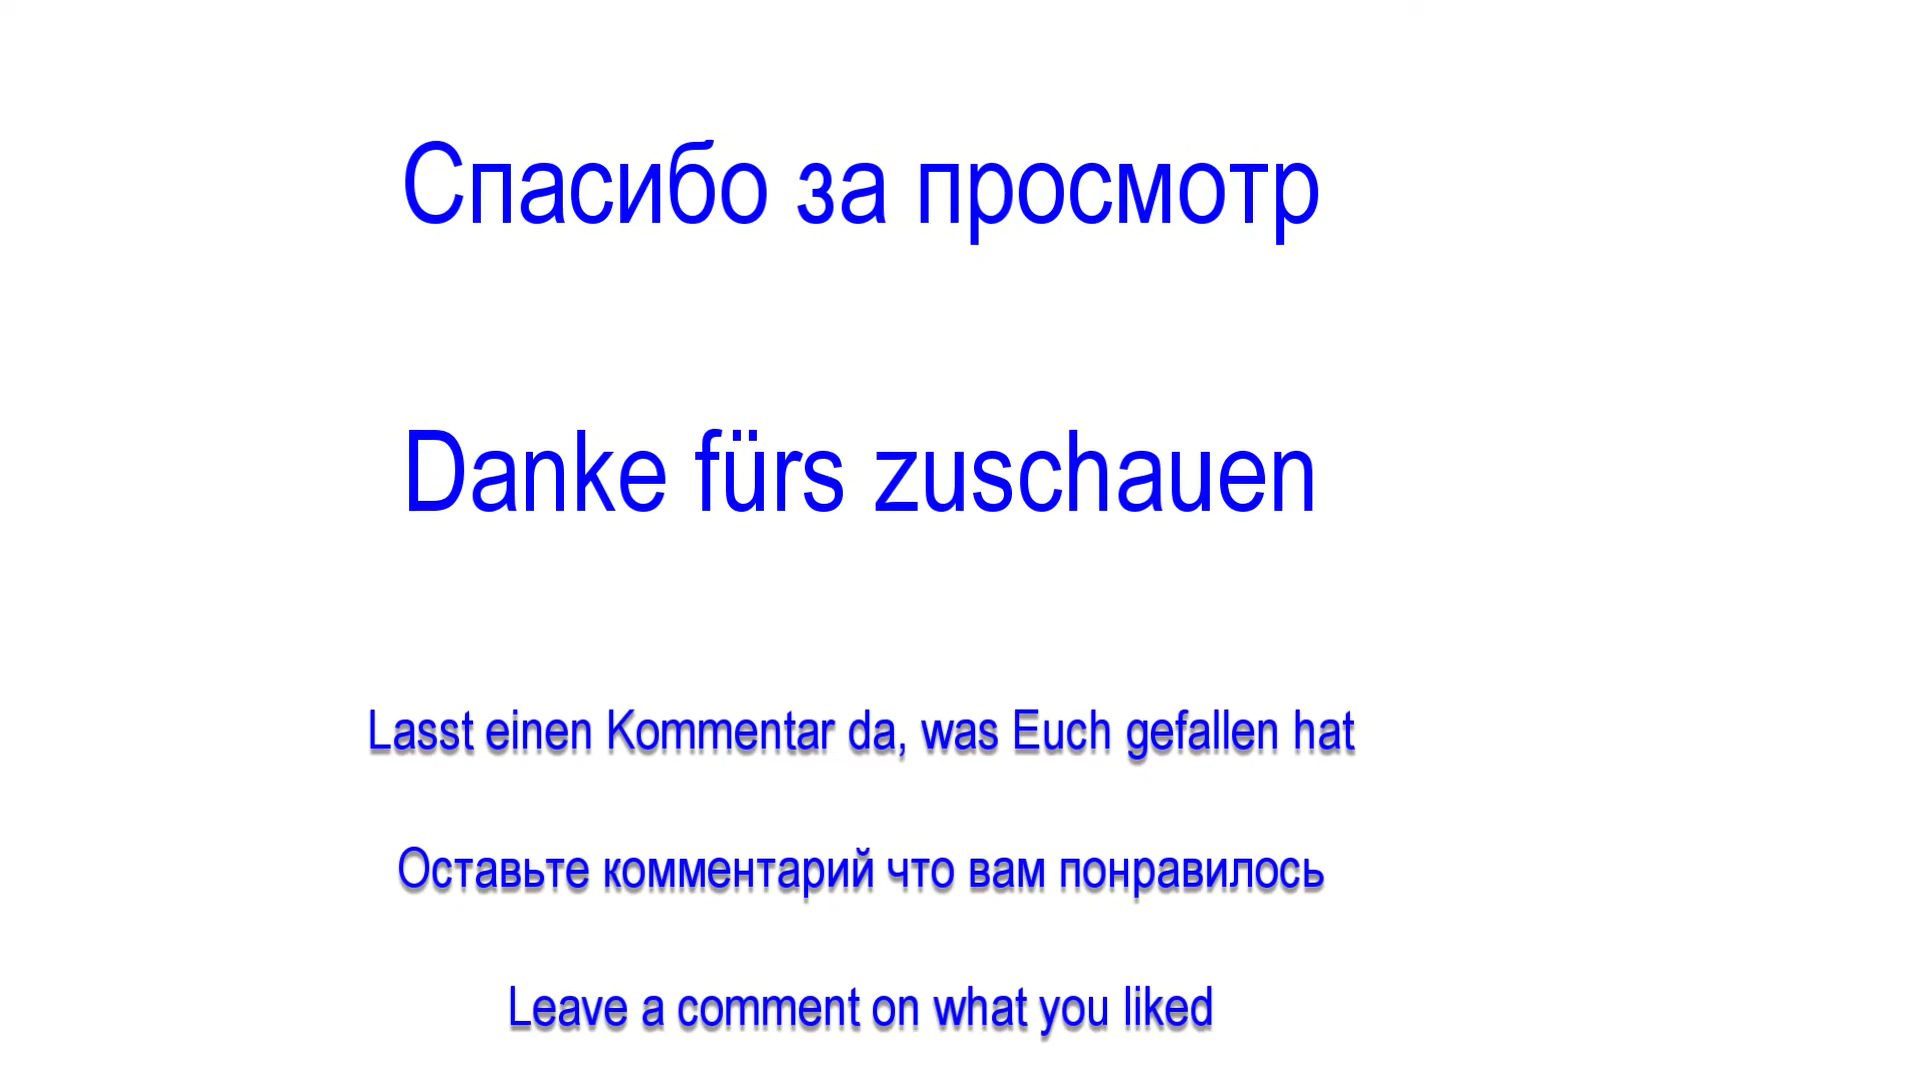 Спасибо за просмотр
Danke fürs zuschauen
Lasst einen Kommentar da, was Euch gefallen hat
Оставьте комментарий что вам понравилось
Leave a comment on what you liked